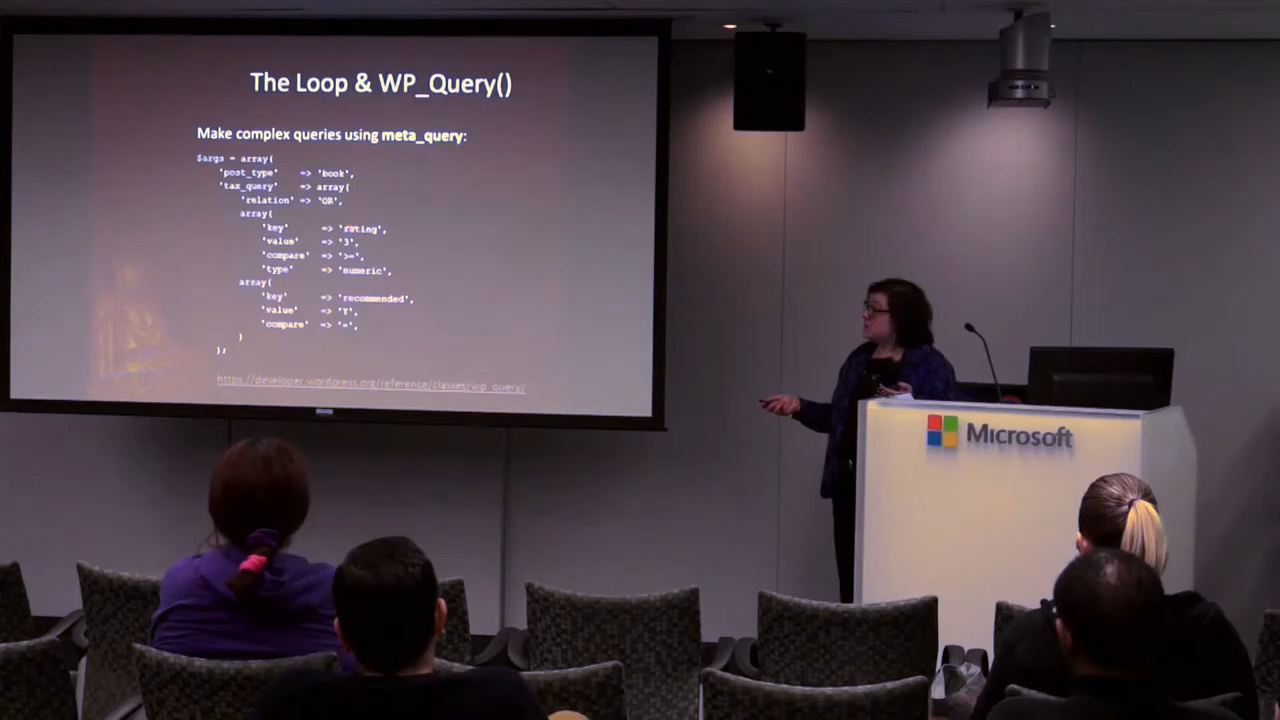 The Loop & WP_Query()
Make complex queries using meta_query:
$args = array(
'post_type' => 'book',
'tax_query' => array(
'relation' => 'OR',
array(
'key' => 'rating',
'value' => '3',
'compare' => '>=',
'type' => 'numeric',
array(
'key' => 'recommended',
'value' => 'Y',
'compare' => '=',
)
);
https://developer.wordpress.org/reference/classes/wp_query/
Microsoft